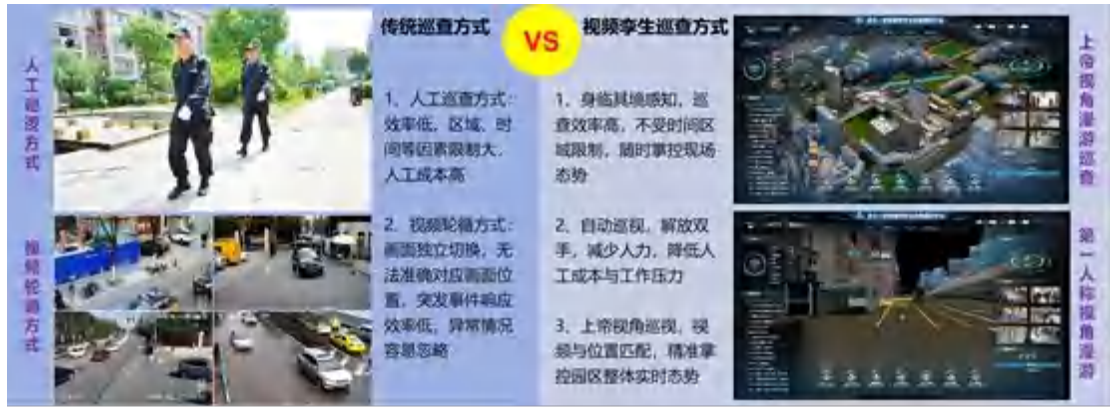 人工巡逻方式
视频轮循方式
传统巡查方式
VS
视频孪生巡查方式
1、人工巡查方式：
效率低，区域、时
间等因素限制大，
人工成本高
2、视频轮循方式：
画面独立切换，无
法准确对应画面位
置，突发事件响应
效率低，异常情况
容易忽略
1、身临其境感知，巡
查效率高，不受时间区
域限制，随时掌控现场
态势
2、自动巡视，解放双
手，减少人力，降低人
工成本与工作压力
3、上帝视角巡视，视
频与位置匹配，精准掌
控园区整体实时态势
上帝视角漫游巡查
第一人称视角漫游